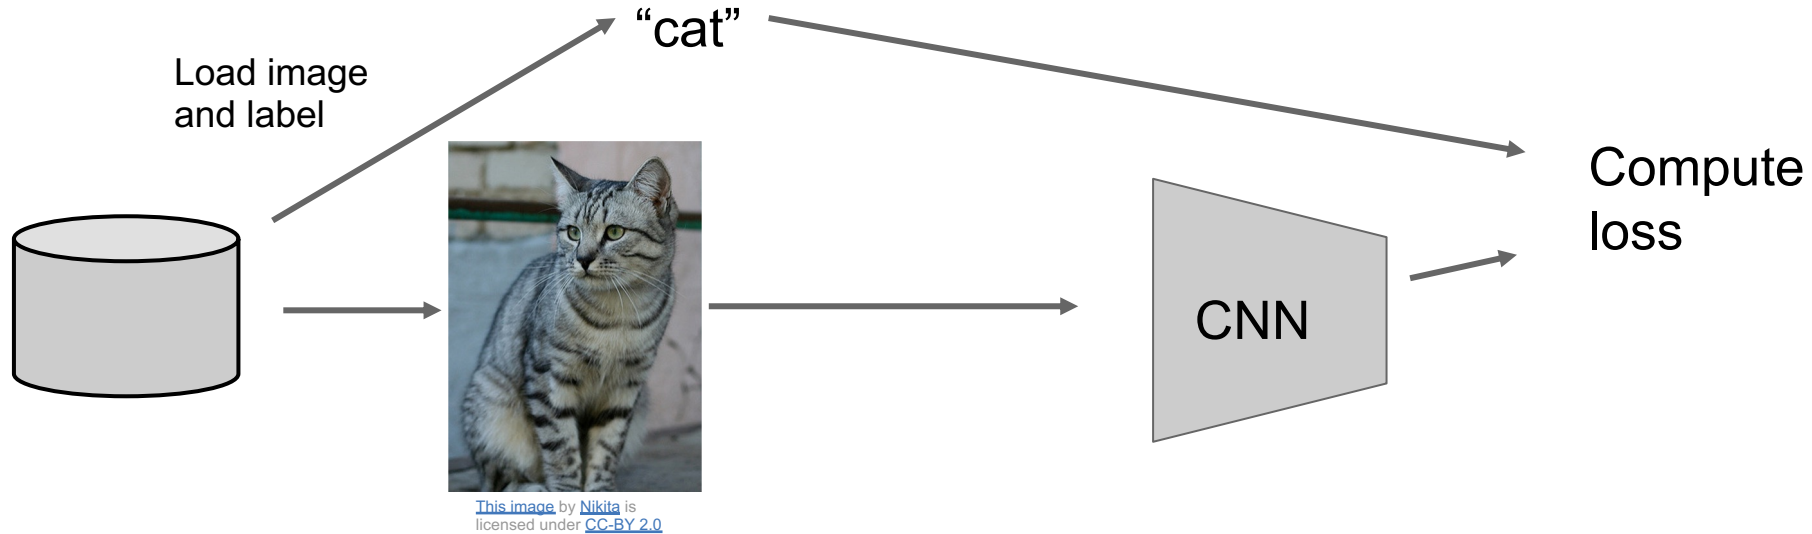 “cat”
Load image
and label
Compute
loss
CNN
This image by Nikita is
licensed under CC-BY 2.0